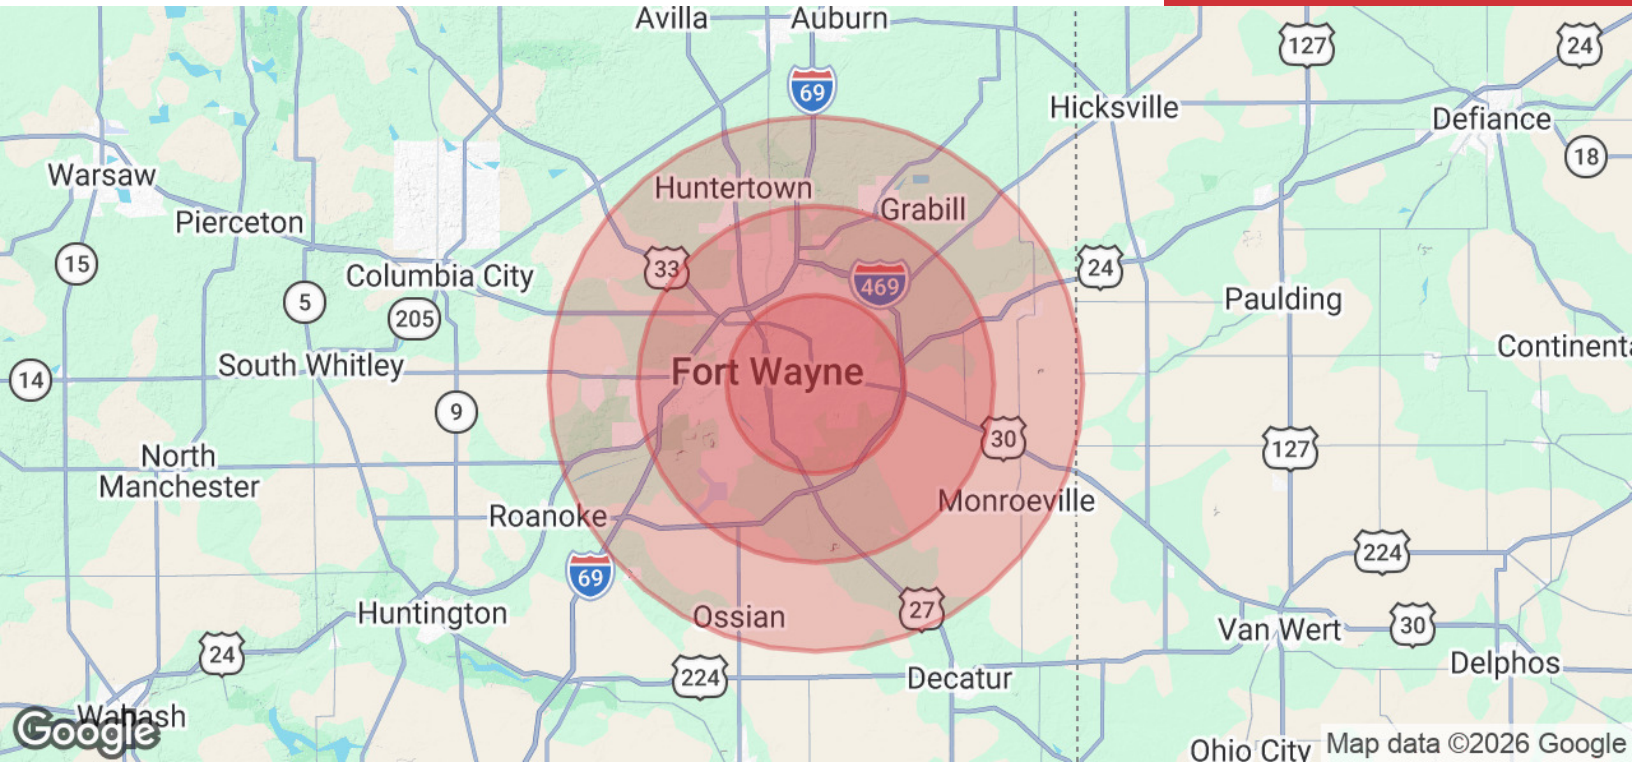 Avilla
Auburn
127
24
69
Hicksville
Defiance
18
Warsaw
Huntertown
Pierceton
Grabill
15
33
24
Columbia City
469
5
205
Paulding
Continenta
South Whitley
Fort Wayne
14
9
30
127
North
Manchester
Monroeville
Roanoke
224
69
Huntington
Ossian
27
Van Wert
30
24
Delphos
224
Decatur
Wabash
Google
Ohio City
Map data ©2026 Google